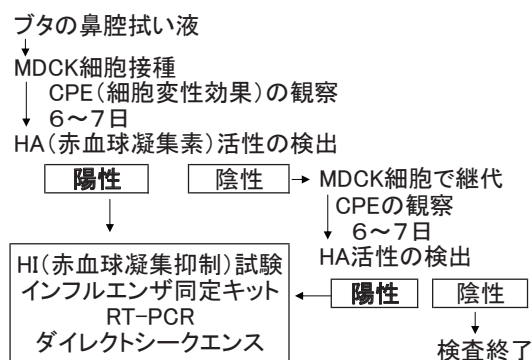 ブタの鼻腔拭い液
MDCK細胞接種
CPE(細胞変性効果)の観察
6~7日
HA(赤血球凝集素)活性の検出
陽性
陰性
MDCK細胞で継代
CPEの観察
6~7日
HA活性の検出
陽性
陰性
検査終了
HI(赤血球凝集抑制)試験
インフルエンザ同定キット
RT-PCR
ダイレクトシークエンス